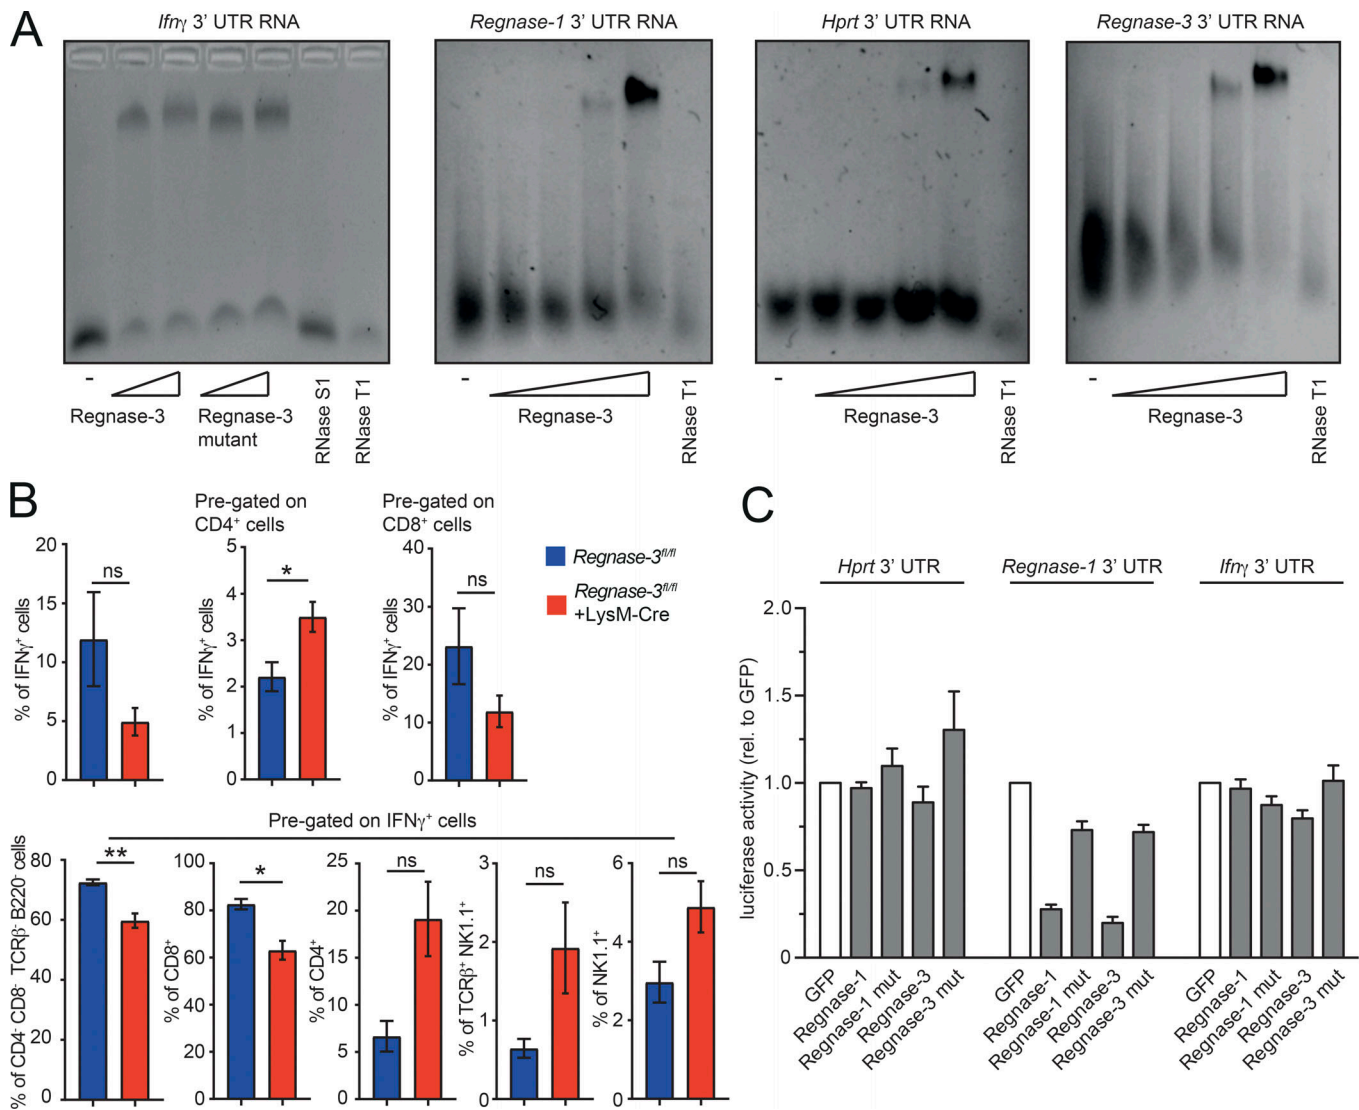 A
Ifnγ 3' UTR RNA
Regnase-1 3' UTR RNA
Hprt 3' UTR RNA
Regnase-3 3' UTR RNA
-
Regnase-3
Regnase-3
mutant
RNase S1
RNase T1
-
Regnase-3
RNase T1
-
Regnase-3
RNase T1
-
Regnase-3
RNase T1
B
% of IFNγ⁺ cells
20
15
10
5
0
ns
Pre-gated on
CD4⁺ cells
% of IFNγ⁺ cells
5
4
3
2
1
0
*
Pre-gated on
CD8⁺ cells
% of IFNγ⁺ cells
40
30
20
10
0
ns
Regnase-3fl/fl
Regnase-3fl/fl
+LysM-Cre
Pre-gated on IFNγ⁺ cells
% of CD4⁻ CD8⁻ TCRβ⁻ B220⁻ cells
80
60
40
20
0
**
% of CD8⁺
100
80
60
40
20
0
*
% of CD4⁺
25
20
15
10
5
0
ns
% of TCRβ⁺ NK1.1⁺
3
2
1
0
ns
% of NK1.1⁺
6
4
2
0
ns
C
Hprt 3' UTR
Regnase-1 3' UTR
Ifnγ 3' UTR
luciferase activity (rel. to GFP)
2.0
1.5
1.0
0.5
0
GFP
Regnase-1
Regnase-1 mut
Regnase-3
Regnase-3 mut
GFP
Regnase-1
Regnase-1 mut
Regnase-3
Regnase-3 mut
GFP
Regnase-1
Regnase-1 mut
Regnase-3
Regnase-3 mut